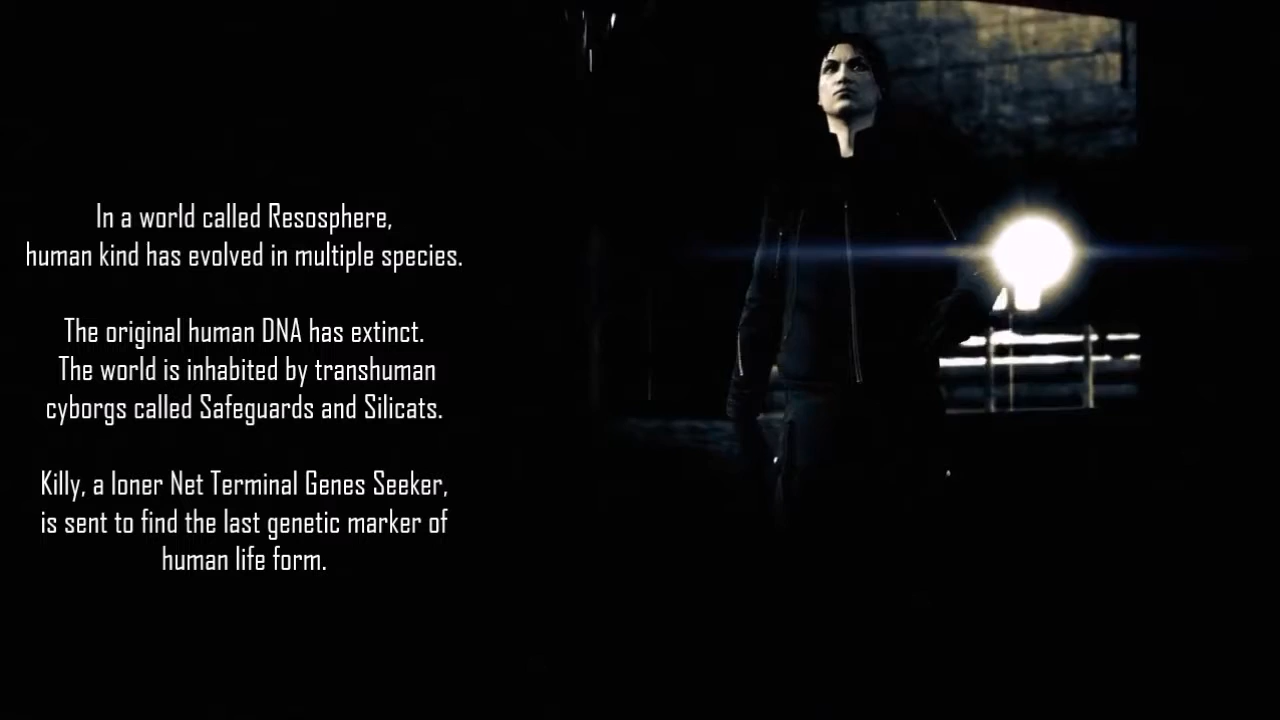 In a world called Resosphere,
human kind has evolved in multiple species.
The original human DNA has extinct.
The world is inhabited by transhuman
cyborgs called Safeguards and Silicats.
Killy, a loner Net Terminal Genes Seeker,
is sent to find the last genetic marker of
human life form.